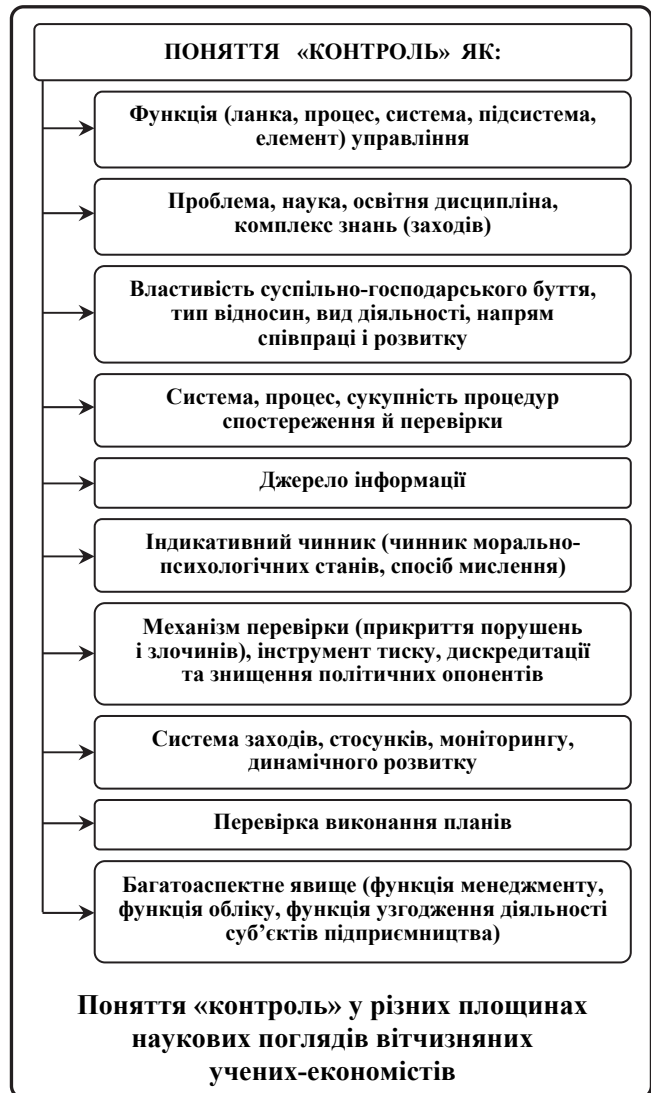 ПОНЯТТЯ «КОНТРОЛЬ» ЯК:
Функція (ланка, процес, система, підсистема,
елемент) управління
Проблема, наука, освітня дисципліна,
комплекс знань (заходів)
Властивість суспільно-господарського буття,
тип відносин, вид діяльності, напрям
співпраці і розвитку
Система, процес, сукупність процедур
спостереження й перевірки
Джерело інформації
Індикативний чинник (чинник морально-
психологічних станів, спосіб мислення)
Механізм перевірки (прикриття порушень
і злочинів), інструмент тиску, дискредитації
та знищення політичних опонентів
Система заходів, стосунків, моніторингу,
динамічного розвитку
Перевірка виконання планів
Багатоаспектне явище (функція менеджменту,
функція обліку, функція узгодження діяльності
суб’єктів підприємництва)
Поняття «контроль» у різних площинах
наукових поглядів вітчизняних
учених-економістів